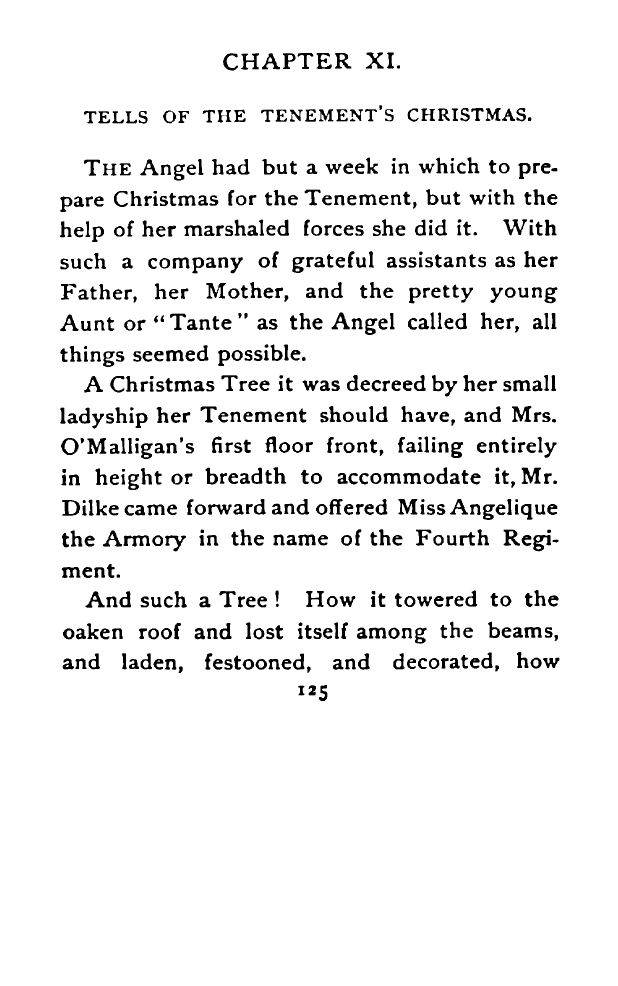 CHAPTER XI.
TELLS OF THE TENEMENT'S CHRISTMAS.
THE Angel had but a week in which to pre-
pare Christmas for the Tenement, but with the
help of her marshaled forces she did it. With
such a company of grateful assistants as her
Father, her Mother, and the pretty young
Aunt or "Tante" as the Angel called her, all
things seemed possible.
A Christmas Tree it was decreed by her small
ladyship her Tenement should have, and Mrs.
O'Malligan's first floor front, failing entirely
in height or breadth to accommodate it, Mr.
Dilke came forward and offered Miss Angelique
the Armory in the name of the Fourth Regi-
ment.
And such a Tree! How it towered to the
oaken roof and lost itself among the beams,
and laden, festooned, and decorated, how
125